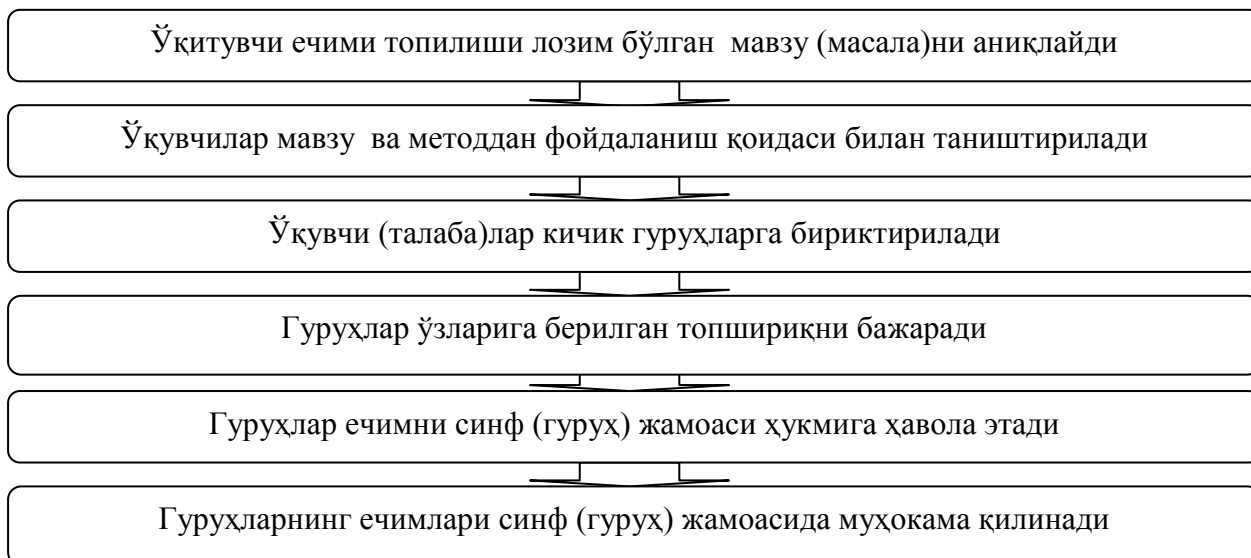 Ўқитувчи ечими топилиши лозим бўлган мавзу (масала)ни аниқлайди
Ўқувчилар мавзу ва методдан фойдаланиш қоидаси билан таништирилади
Ўқувчи (талаба)лар кичик гуруҳларга бириктирилади
Гуруҳлар ўзларига берилган топшириқни бажаради
Гуруҳлар ечимни синф (гуруҳ) жамоаси ҳукмига ҳавола этади
Гуруҳларнинг ечимлари синф (гуруҳ) жамоасида муҳокама қилинади